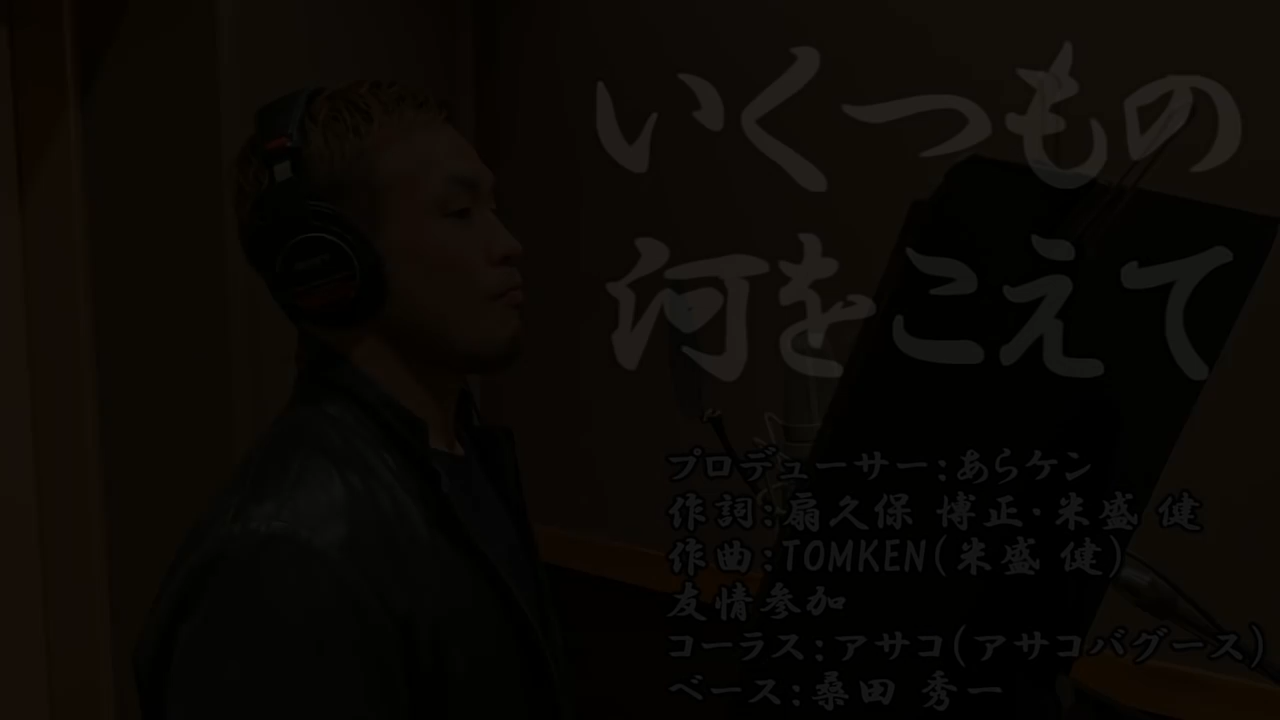 いくつもの
何をこえて
プロデューサー:あらケン
作詞:扇久保 博正・米盛 健
作曲:TOMKEN(米盛 健)
友情参加
コーラス:アサコ(アサコバグース)
ベース:桑田 秀一